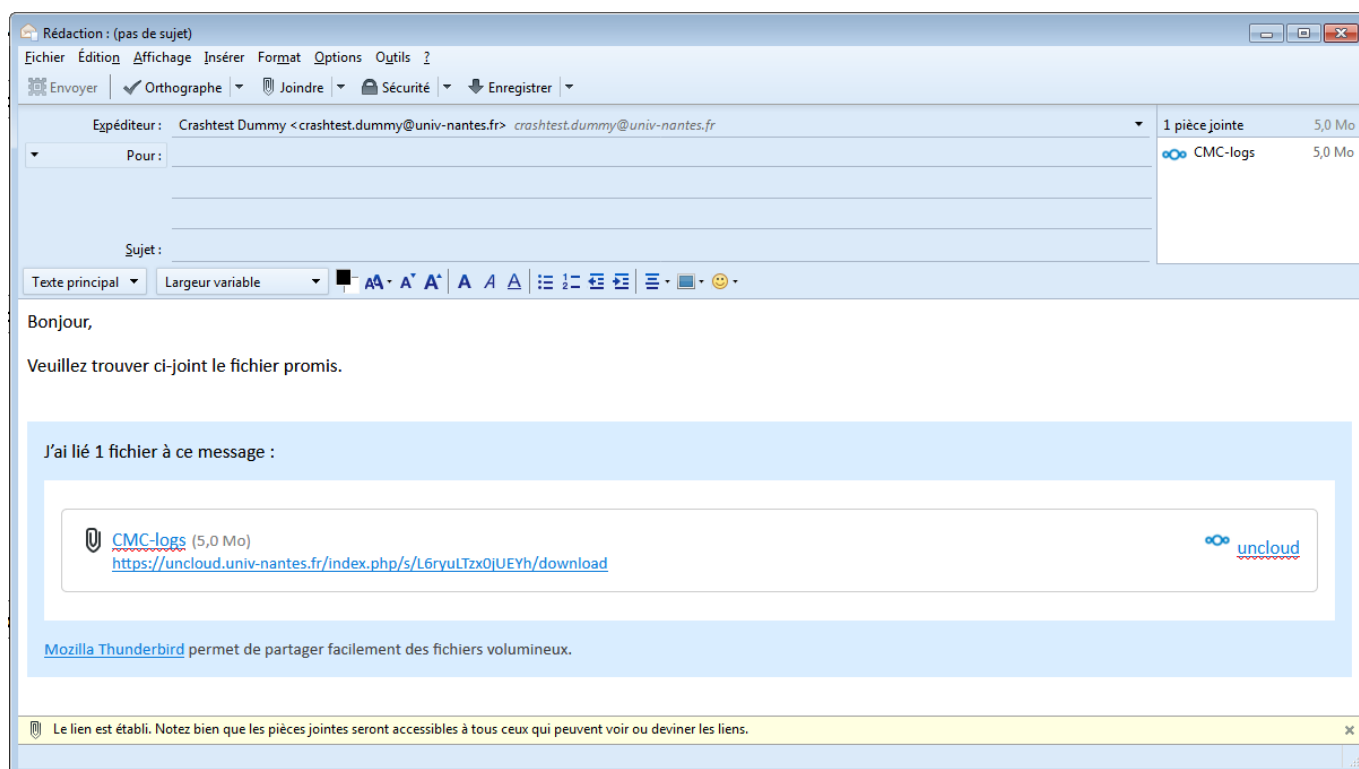 Rédaction : (pas de sujet)
Fichier Édition Affichage Insérer Format Options Outils ?
Envoyer Orthographe Joindre Sécurité Enregistrer
Expéditeur : Crashtest Dummy <crashtest.dummy@univ-nantes.fr> crashtest.dummy@univ-nantes.fr
1 pièce jointe 5,0 Mo
Pour :
CMC-logs 5,0 Mo
Sujet :
Texte principal Largeur variable
Bonjour,
Veuillez trouver ci-joint le fichier promis.
J'ai lié 1 fichier à ce message :
CMC-logs (5,0 Mo)
https://uncloud.univ-nantes.fr/index.php/s/L6ryuLTzx0jUEYh/download
uncloud
Mozilla Thunderbird permet de partager facilement des fichiers volumineux.
Le lien est établi. Notez bien que les pièces jointes seront accessibles à tous ceux qui peuvent voir ou deviner les liens.